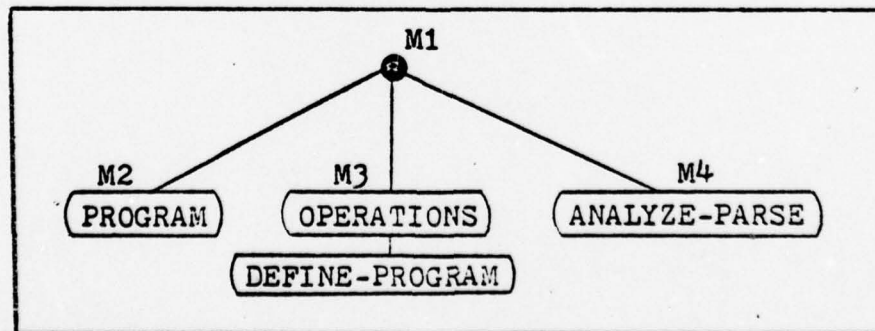 M1
M2 M3 M4
PROGRAM OPERATIONS ANALYZE-PARSE
DEFINE-PROGRAM